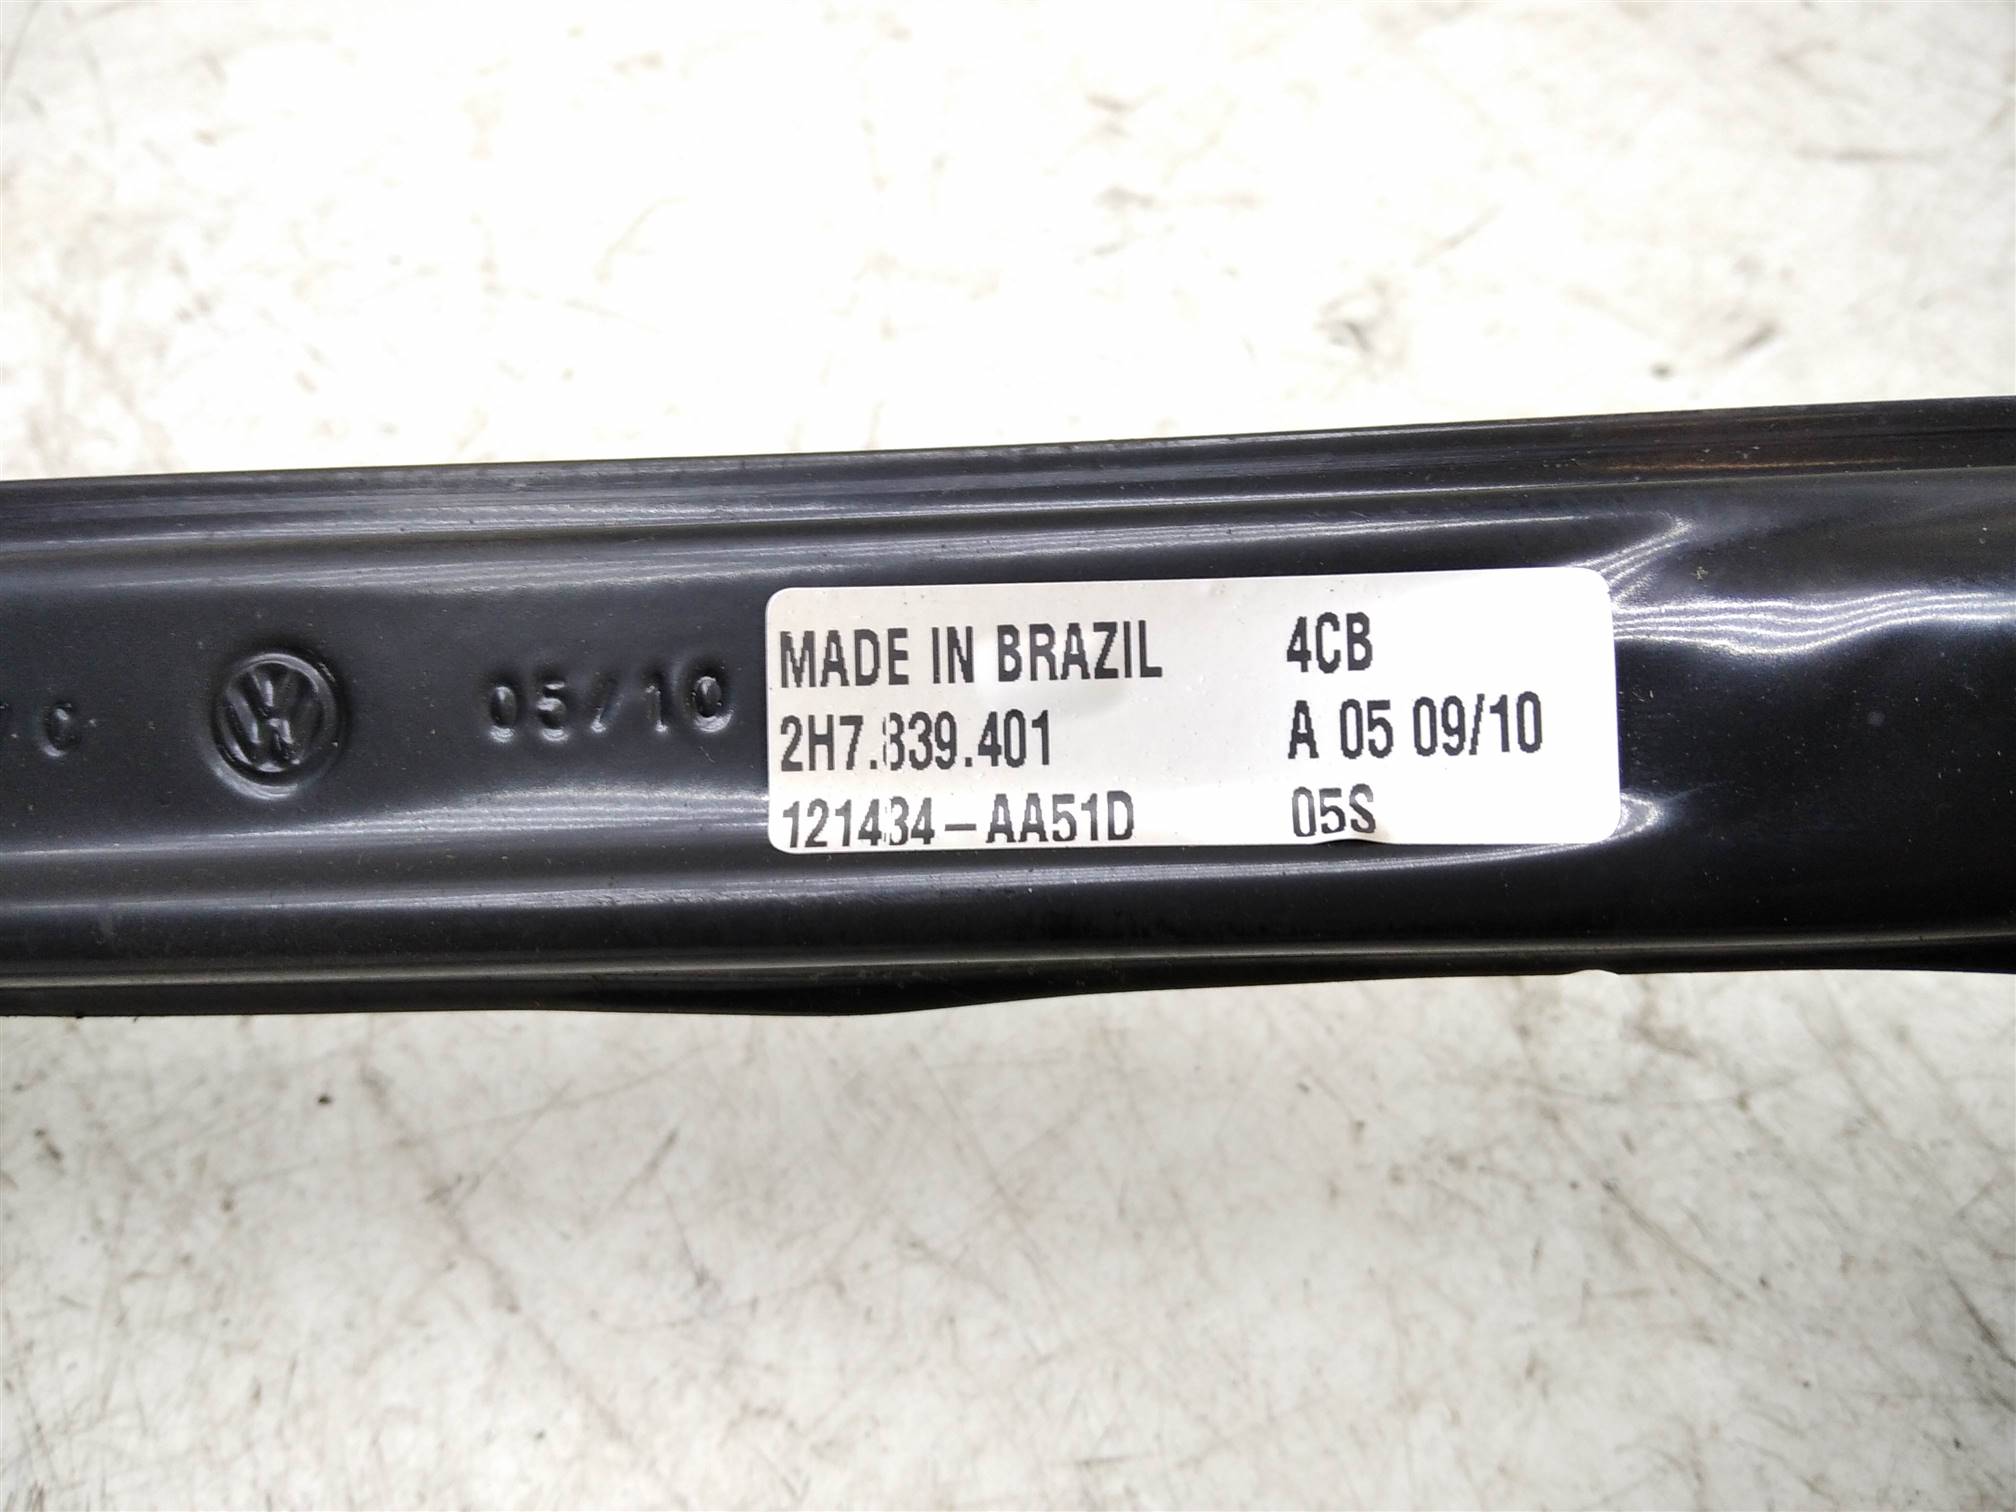 C
05/10
MADE IN BRAZIL 4CB
2H7.839.401 A 05 09/10
121434-AA51D 05S